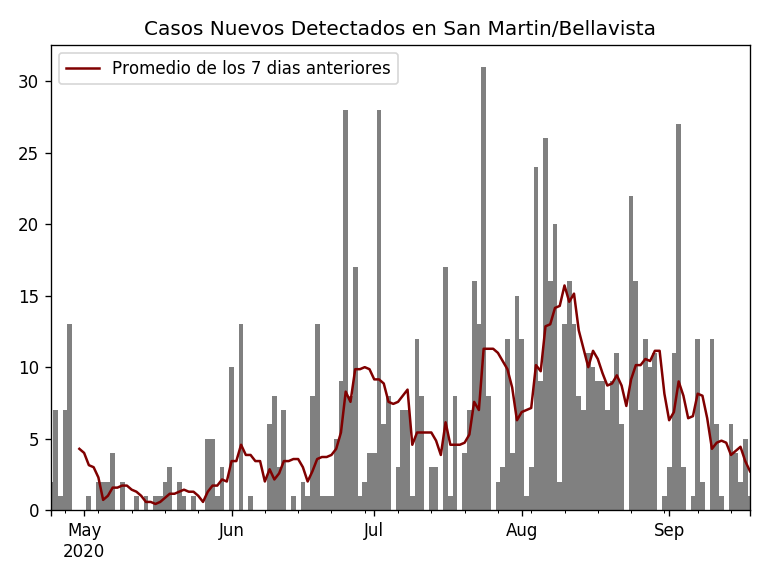 Casos Nuevos Detectados en San Martin/Bellavista
Promedio de los 7 dias anteriores
30
25
20
15
10
5
0
May Jun Jul Aug Sep
2020